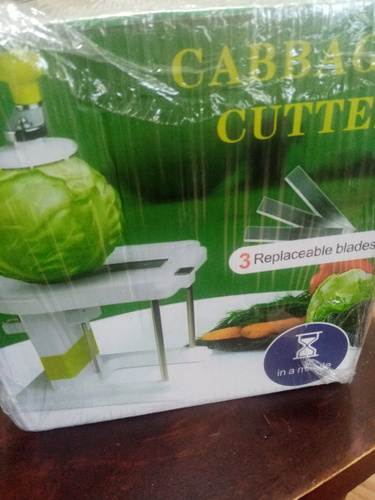 CABBAG
CUTTE
3 Replaceable blades
in a